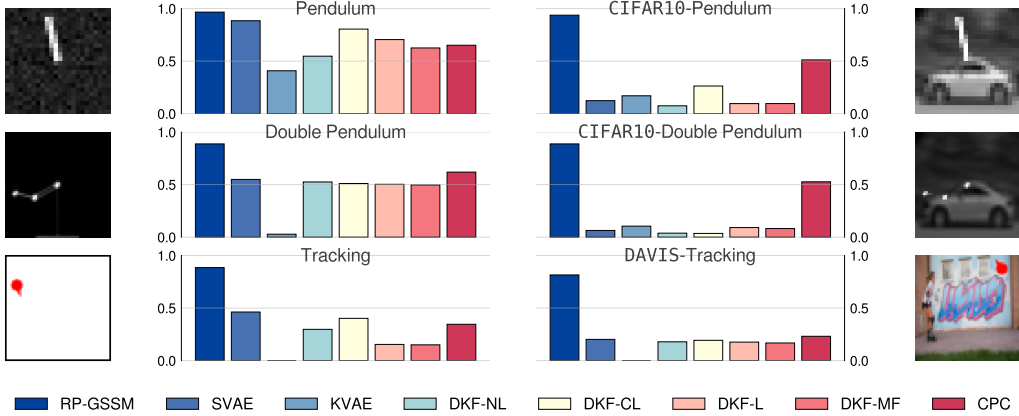 Pendulum
1.0
0.5
0.0
CIFAR10-Pendulum
1.0
0.5
0.0
Double Pendulum
1.0
0.5
0.0
CIFAR10-Double Pendulum
1.0
0.5
0.0
Tracking
1.0
0.5
0.0
DAVIS-Tracking
1.0
0.5
0.0
RP-GSSM SVAE KVAE DKF-NL DKF-CL DKF-L DKF-MF CPC